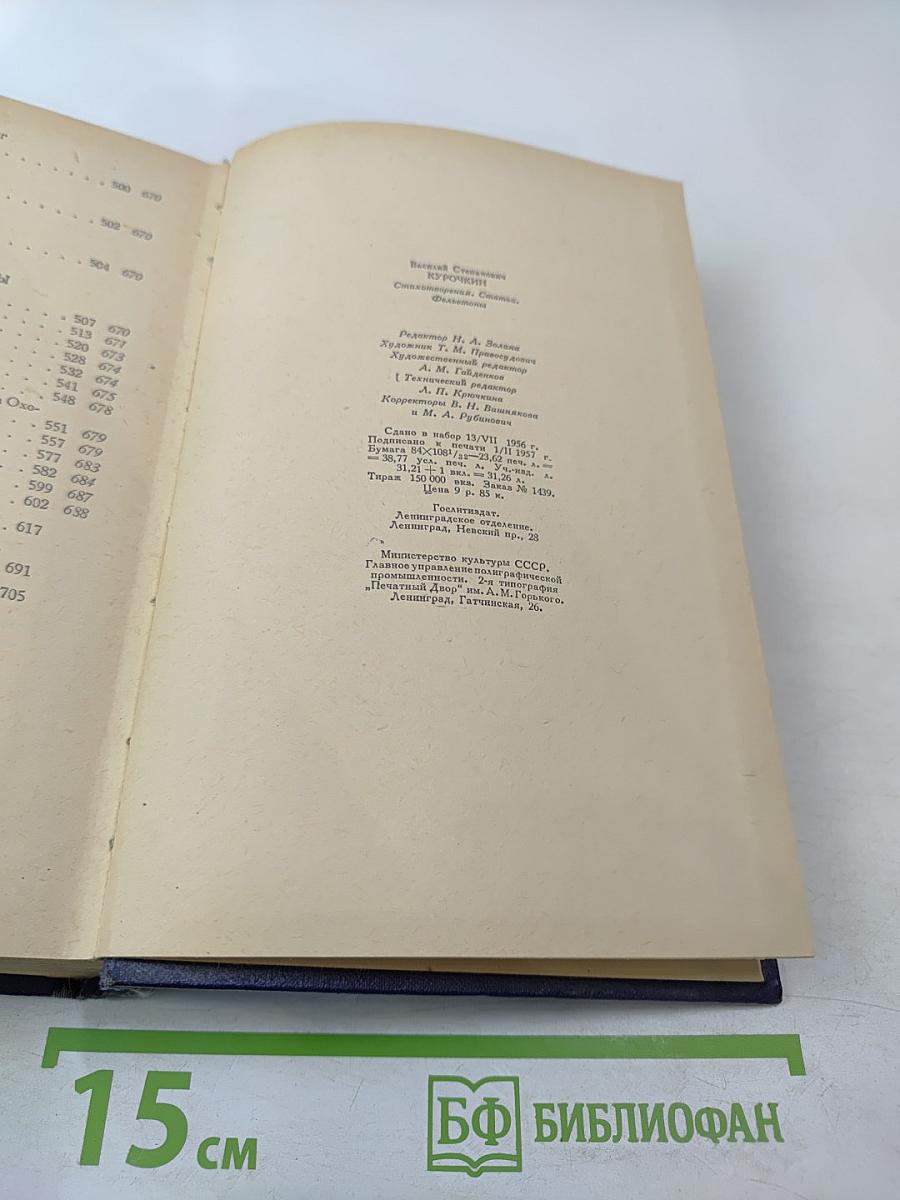 500 670
502 670
504 670
507 670
513 671
520 673
528 674
532 674
541 675
548 678
Охо-
551 679
557 679
577 683
582 684
599 687
602 688
617
691
705
Василий Степанович
КУРОЧКИН
Стихотворения. Статьи.
Фельетоны
Редактор Н. А. Золина
Художник Т. М. Правосудович
Художественный редактор
А. М. Гайденков
Технический редактор
Л. П. Крючкина
Корректоры В. Н. Вишнякова
и М. А. Рубинович
Сдано в набор 13/VII 1956 г.
Подписано к печати 1/II 1957 г.
Бумага 84×108¹/₃₂—23,62 печ. л. =
= 38,77 усл. печ. л. Уч.-изд. л.
31,21 + 1 вкл. = 31,26 л.
Тираж 150 000 экз. Заказ № 1439.
Цена 9 р. 85 к.
Гослитиздат.
Ленинградское отделение.
Ленинград, Невский пр., 28
Министерство культуры СССР.
Главное управление полиграфической
промышленности. 2-я типография
„Печатный Двор" им. А. М. Горького.
Ленинград, Гатчинская, 26.
15 см
БФ БИБЛИОФАН